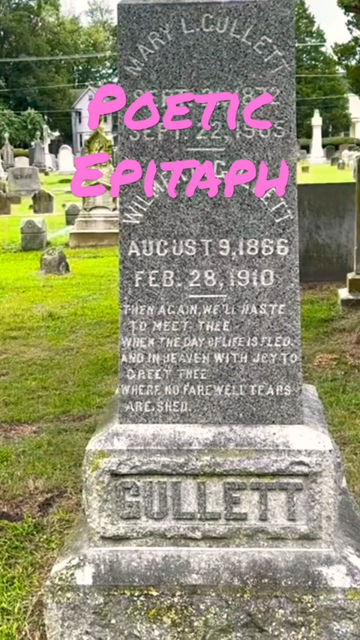 MARY L. GULLETT
Poetic
Epitaph
AUGUST 9, 1866
FEB. 28, 1910
THEN AGAIN, WE'LL HASTE
TO MEET THEE
WHEN THE DAY OF LIFE IS FLED.
AND IN HEAVEN WITH JOY TO
GREET THEE
WHERE NO FAREWELL TEARS
ARE SHED.
GULLETT